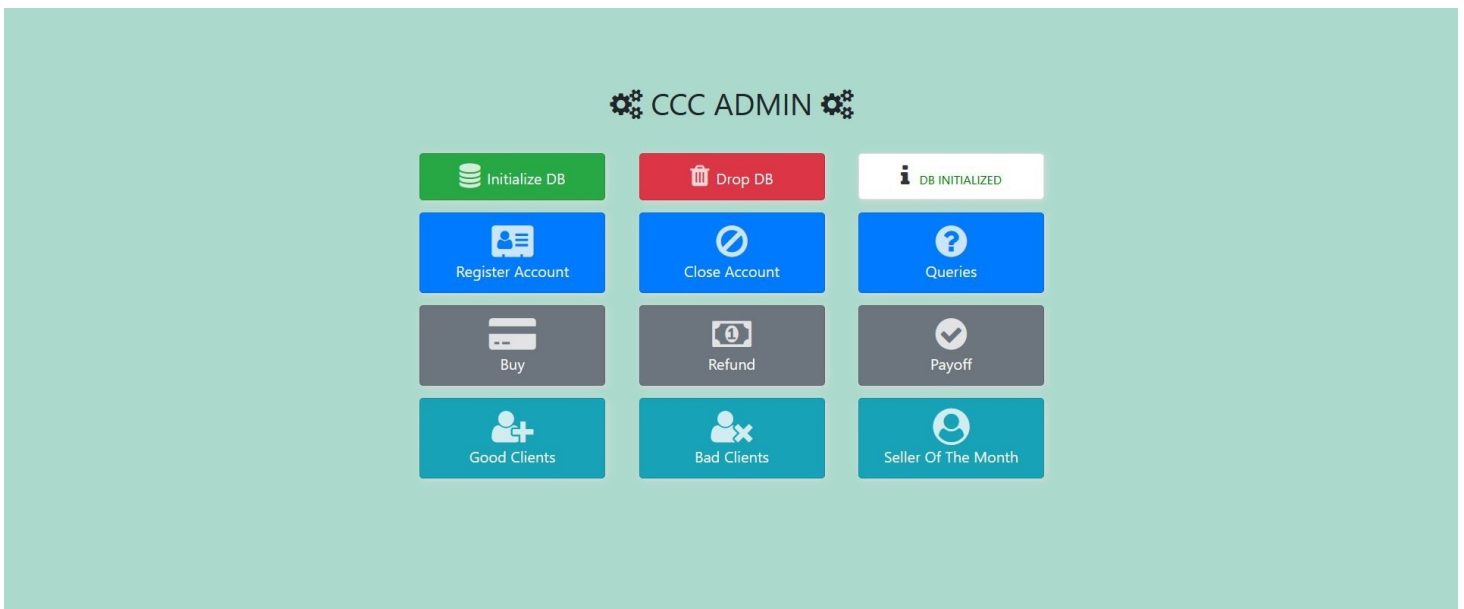 CCC ADMIN
Initialize DB
Drop DB
DB INITIALIZED
Register Account
Close Account
Queries
Buy
Refund
Payoff
Good Clients
Bad Clients
Seller Of The Month